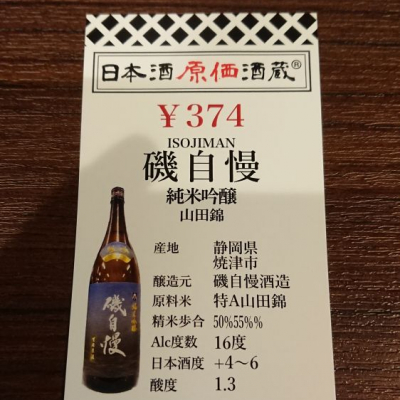 日本酒原価酒蔵®
￥374
ISOJIMAN
磯自慢
純米吟醸
山田錦
産地 静岡県
焼津市
醸造元 磯自慢酒造
原料米 特A山田錦
精米歩合 50%55%%
Alc度数 16度
日本酒度 +4～6
酸度 1.3
磯自慢